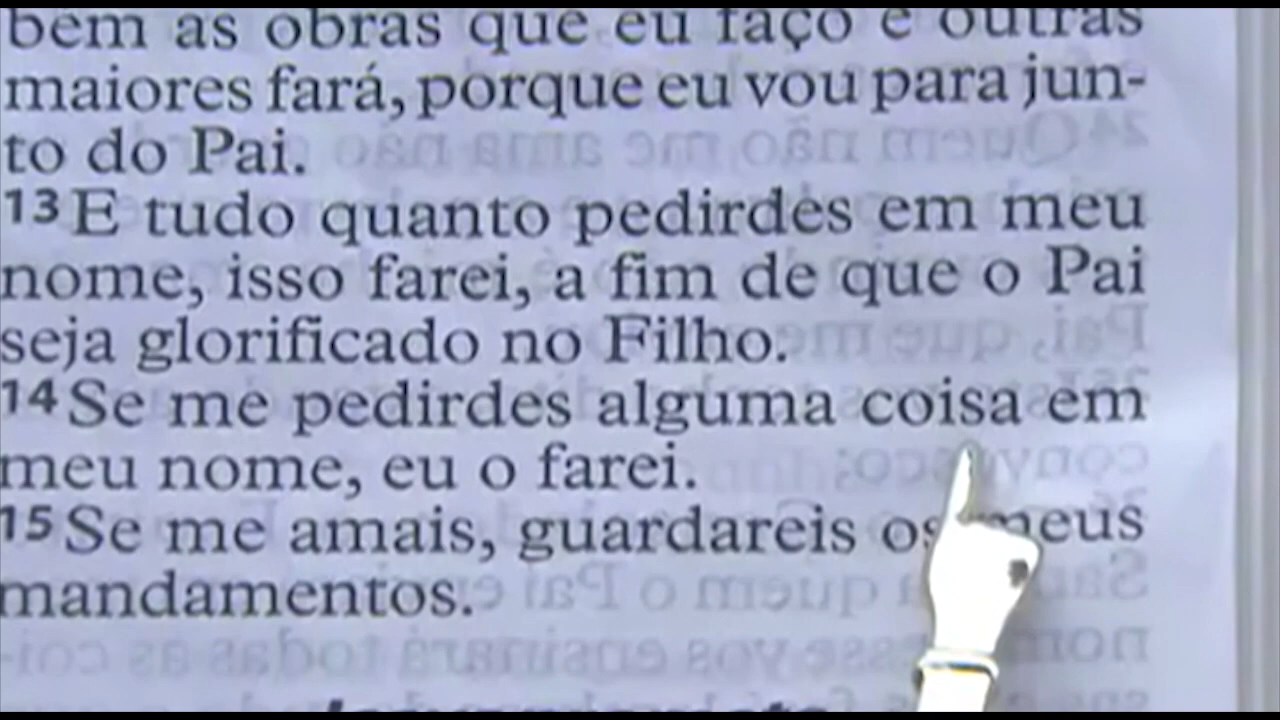 bém as obras que eu faço e outras
maiores fará, porque eu vou para jun-
to do Pai.
13 E tudo quanto pedirdes em meu
nome, isso farei, a fim de que o Pai
seja glorificado no Filho.
14 Se me pedirdes alguma coisa em
meu nome, eu o farei.
15 Se me amais, guardareis os meus
mandamentos.